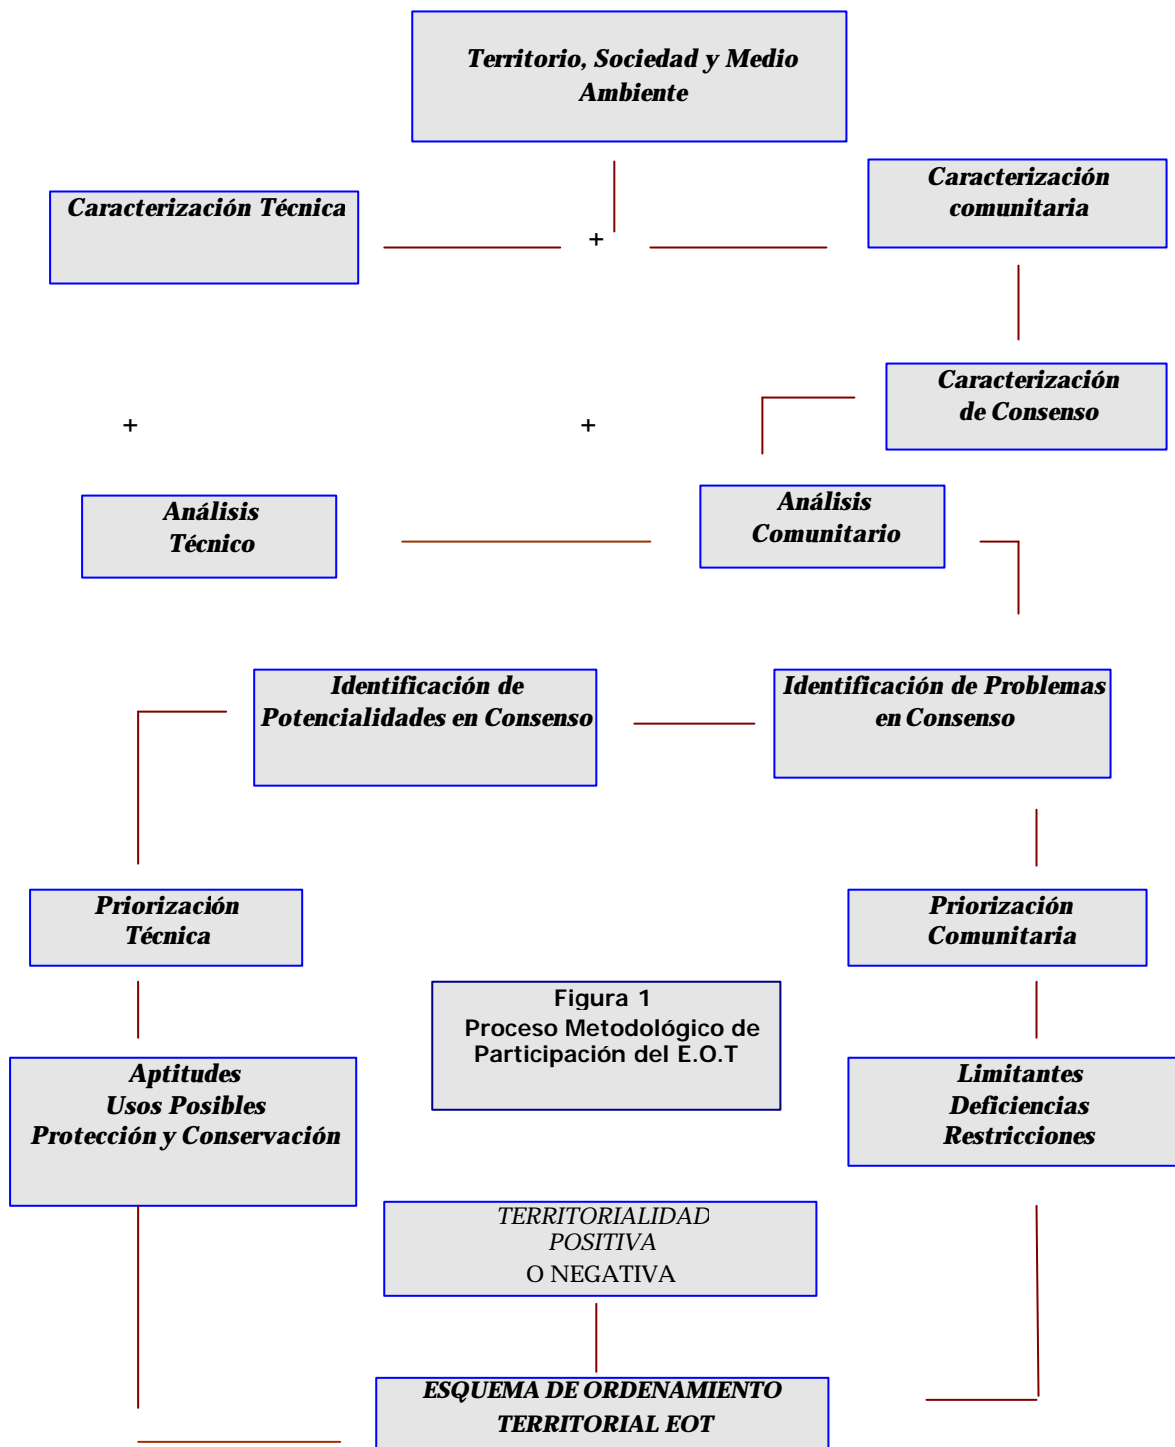 Territorio, Sociedad y Medio
Ambiente
Caracterización Técnica
Caracterización
comunitaria
+
Caracterización
de Consenso
+
+
Análisis
Técnico
Análisis
Comunitario
Identificación de
Potencialidades en Consenso
Identificación de Problemas
en Consenso
Priorización
Técnica
Priorización
Comunitaria
Figura 1
Proceso Metodológico de
Participación del E.O.T
Aptitudes
Usos Posibles
Protección y Conservación
Limitantes
Deficiencias
Restricciones
TERRITORIALIDAD
POSITIVA
O NEGATIVA
ESQUEMA DE ORDENAMIENTO
TERRITORIAL EOT